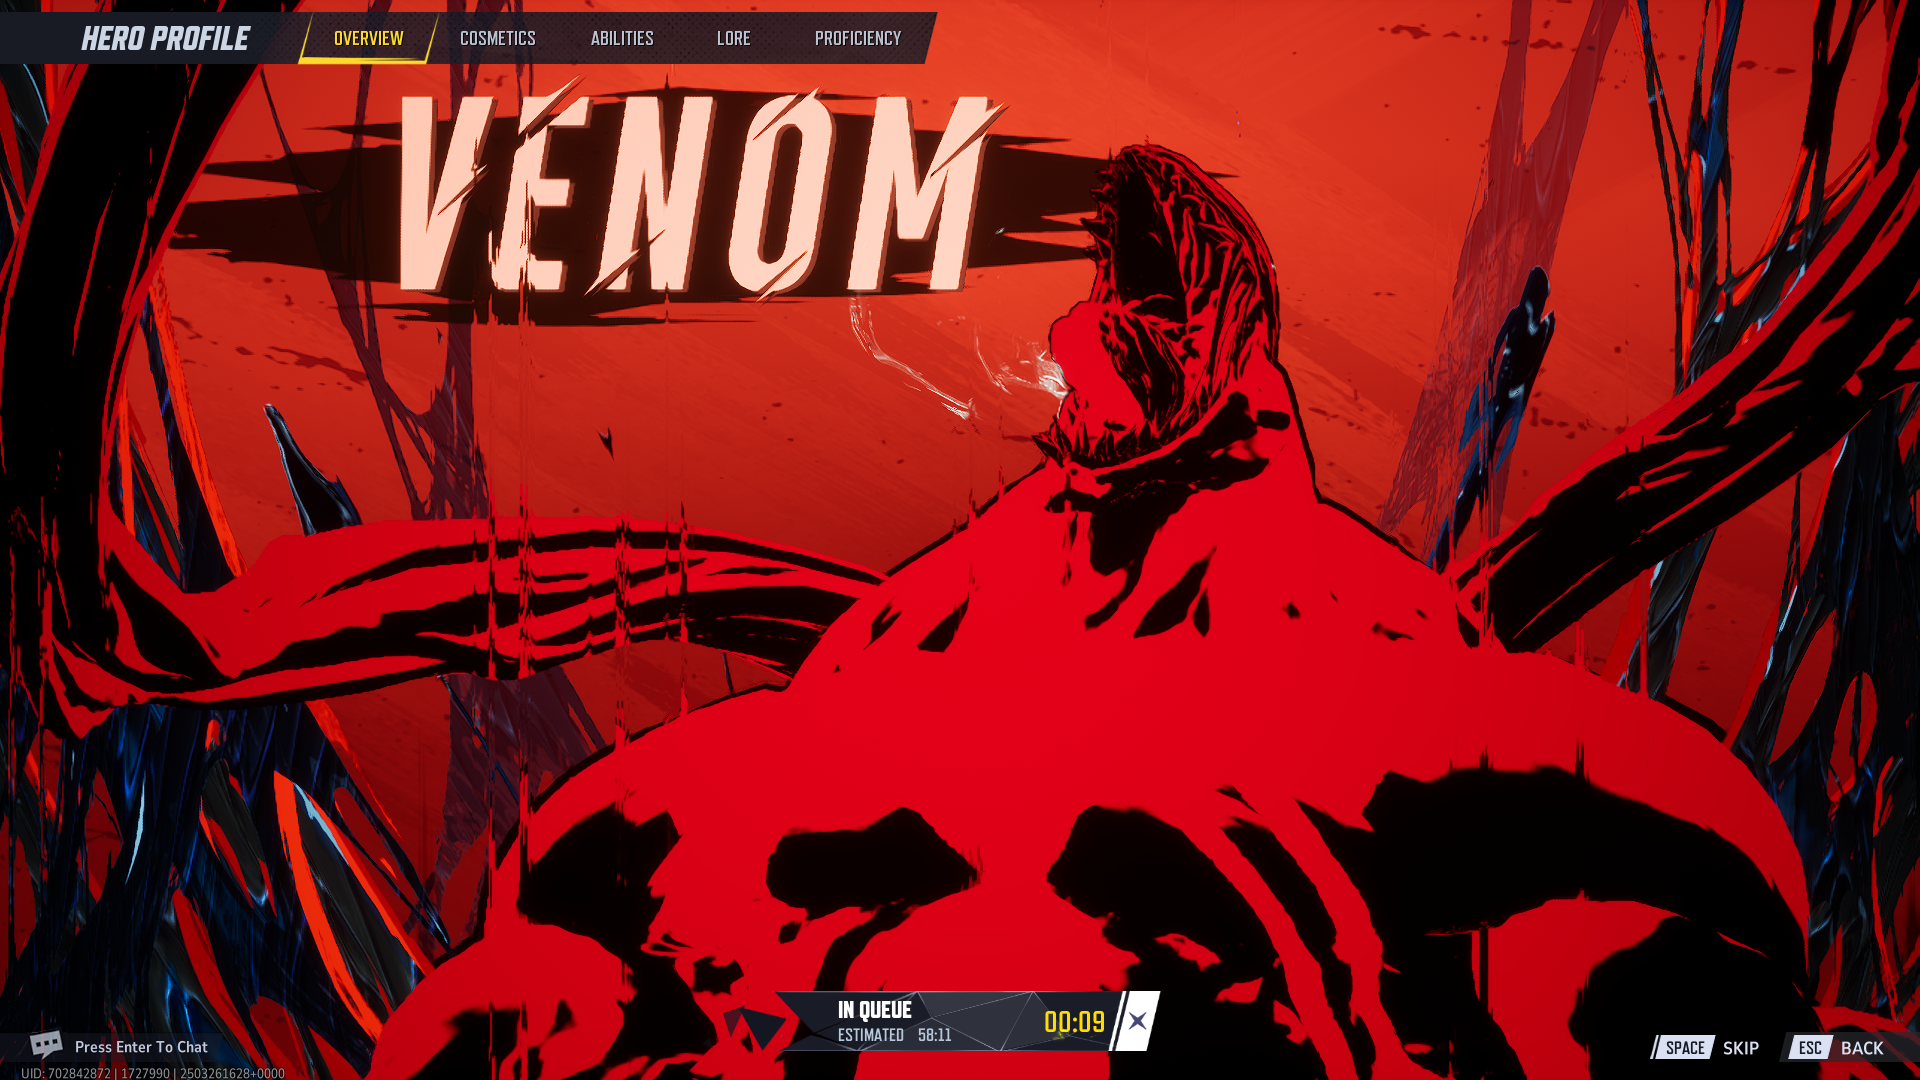 HERO PROFILE
OVERVIEW
COSMETICS
ABILITIES
LORE
PROFICIENCY
VENOM
IN QUEUE
ESTIMATED 58:11
00:09
Press Enter To Chat
SPACE SKIP
ESC BACK
UID: 702842872 | 1727990 | 2503261628+0000